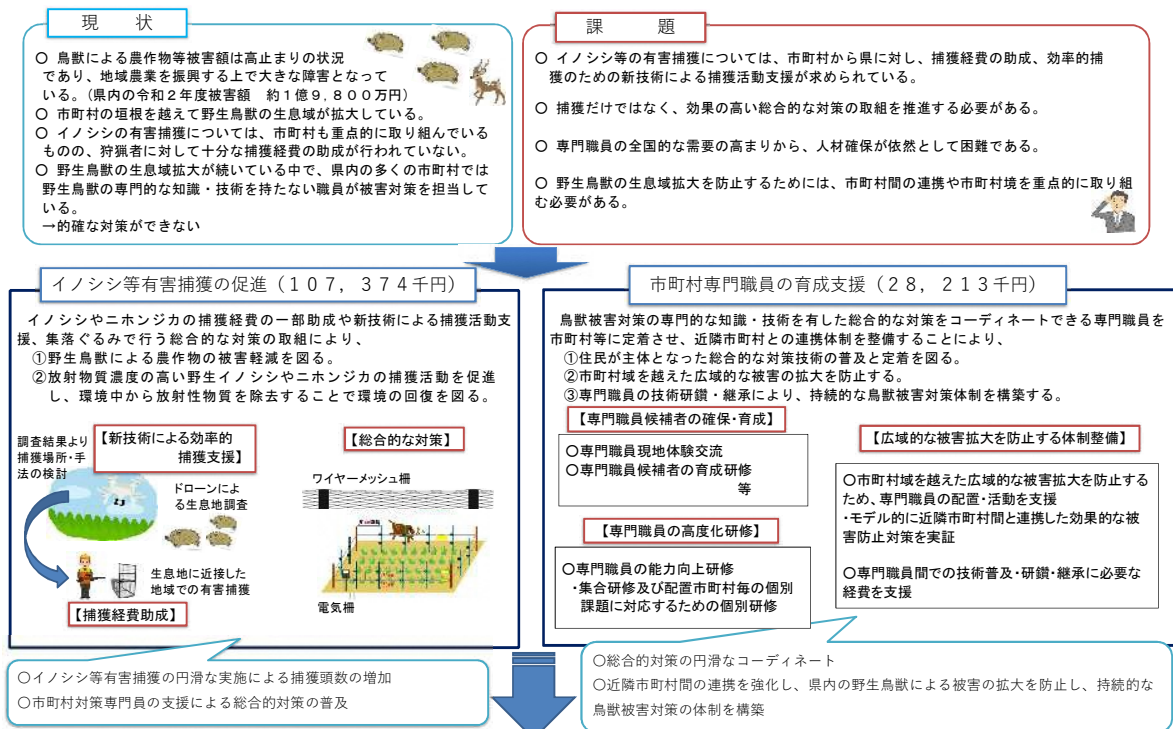 現　状
○ 鳥獣による農作物等被害額は高止まりの状況
であり、地域農業を振興する上で大きな障害となって
いる。(県内の令和２年度被害額　約１億９，８００万円)
○ 市町村の垣根を越えて野生鳥獣の生息域が拡大している。
○ イノシシの有害捕獲については、市町村も重点的に取り組んでいる
ものの、狩猟者に対して十分な捕獲経費の助成が行われていない。
○ 野生鳥獣の生息域拡大が続いている中で、県内の多くの市町村では
野生鳥獣の専門的な知識・技術を持たない職員が被害対策を担当して
いる。
→的確な対策ができない
課　題
○ イノシシ等の有害捕獲については、市町村から県に対し、捕獲経費の助成、効率的捕
獲のための新技術による捕獲活動支援が求められている。
○ 捕獲だけではなく、効果の高い総合的な対策の取組を推進する必要がある。
○ 専門職員の全国的な需要の高まりから、人材確保が依然として困難である。
○ 野生鳥獣の生息域拡大を防止するためには、市町村間の連携や市町村境を重点的に取り組
む必要がある。
イノシシ等有害捕獲の促進（１０７，３７４千円）
イノシシやニホンジカの捕獲経費の一部助成や新技術による捕獲活動支
援、集落ぐるみで行う総合的な対策の取組により、
①野生鳥獣による農作物の被害軽減を図る。
②放射物質濃度の高い野生イノシシやニホンジカの捕獲活動を促進
し、環境中から放射性物質を除去することで環境の回復を図る。
調査結果より
捕獲場所・手
法の検討
【新技術による効率的
捕獲支援】
ドローンによ
る生息地調査
生息地に近接した
地域での有害捕獲
【捕獲経費助成】
【総合的な対策】
ワイヤーメッシュ柵
電気柵
市町村専門職員の育成支援（２８，２１３千円）
鳥獣被害対策の専門的な知識・技術を有した総合的な対策をコーディネートできる専門職員を
市町村等に定着させ、近隣市町村との連携体制を整備することにより、
①住民が主体となった総合的な対策技術の普及と定着を図る。
②市町村域を越えた広域的な被害の拡大を防止する。
③専門職員の技術研鑽・継承により、持続的な鳥獣被害対策体制を構築する。
【専門職員候補者の確保・育成】
○専門職員現地体験交流
○専門職員候補者の育成研修
等
【専門職員の高度化研修】
○専門職員の能力向上研修
・集合研修及び配置市町村毎の個別
課題に対応するための個別研修
【広域的な被害拡大を防止する体制整備】
○市町村域を越えた広域的な被害拡大を防止する
ため、専門職員の配置・活動を支援
・モデル的に近隣市町村間と連携した効果的な被
害防止対策を実証
○専門職員間での技術普及・研鑽・継承に必要な
経費を支援
○イノシシ等有害捕獲の円滑な実施による捕獲頭数の増加
○市町村対策専門員の支援による総合的対策の普及
○総合的対策の円滑なコーディネート
○近隣市町村間の連携を強化し、県内の野生鳥獣による被害の拡大を防止し、持続的な
鳥獣被害対策の体制を構築